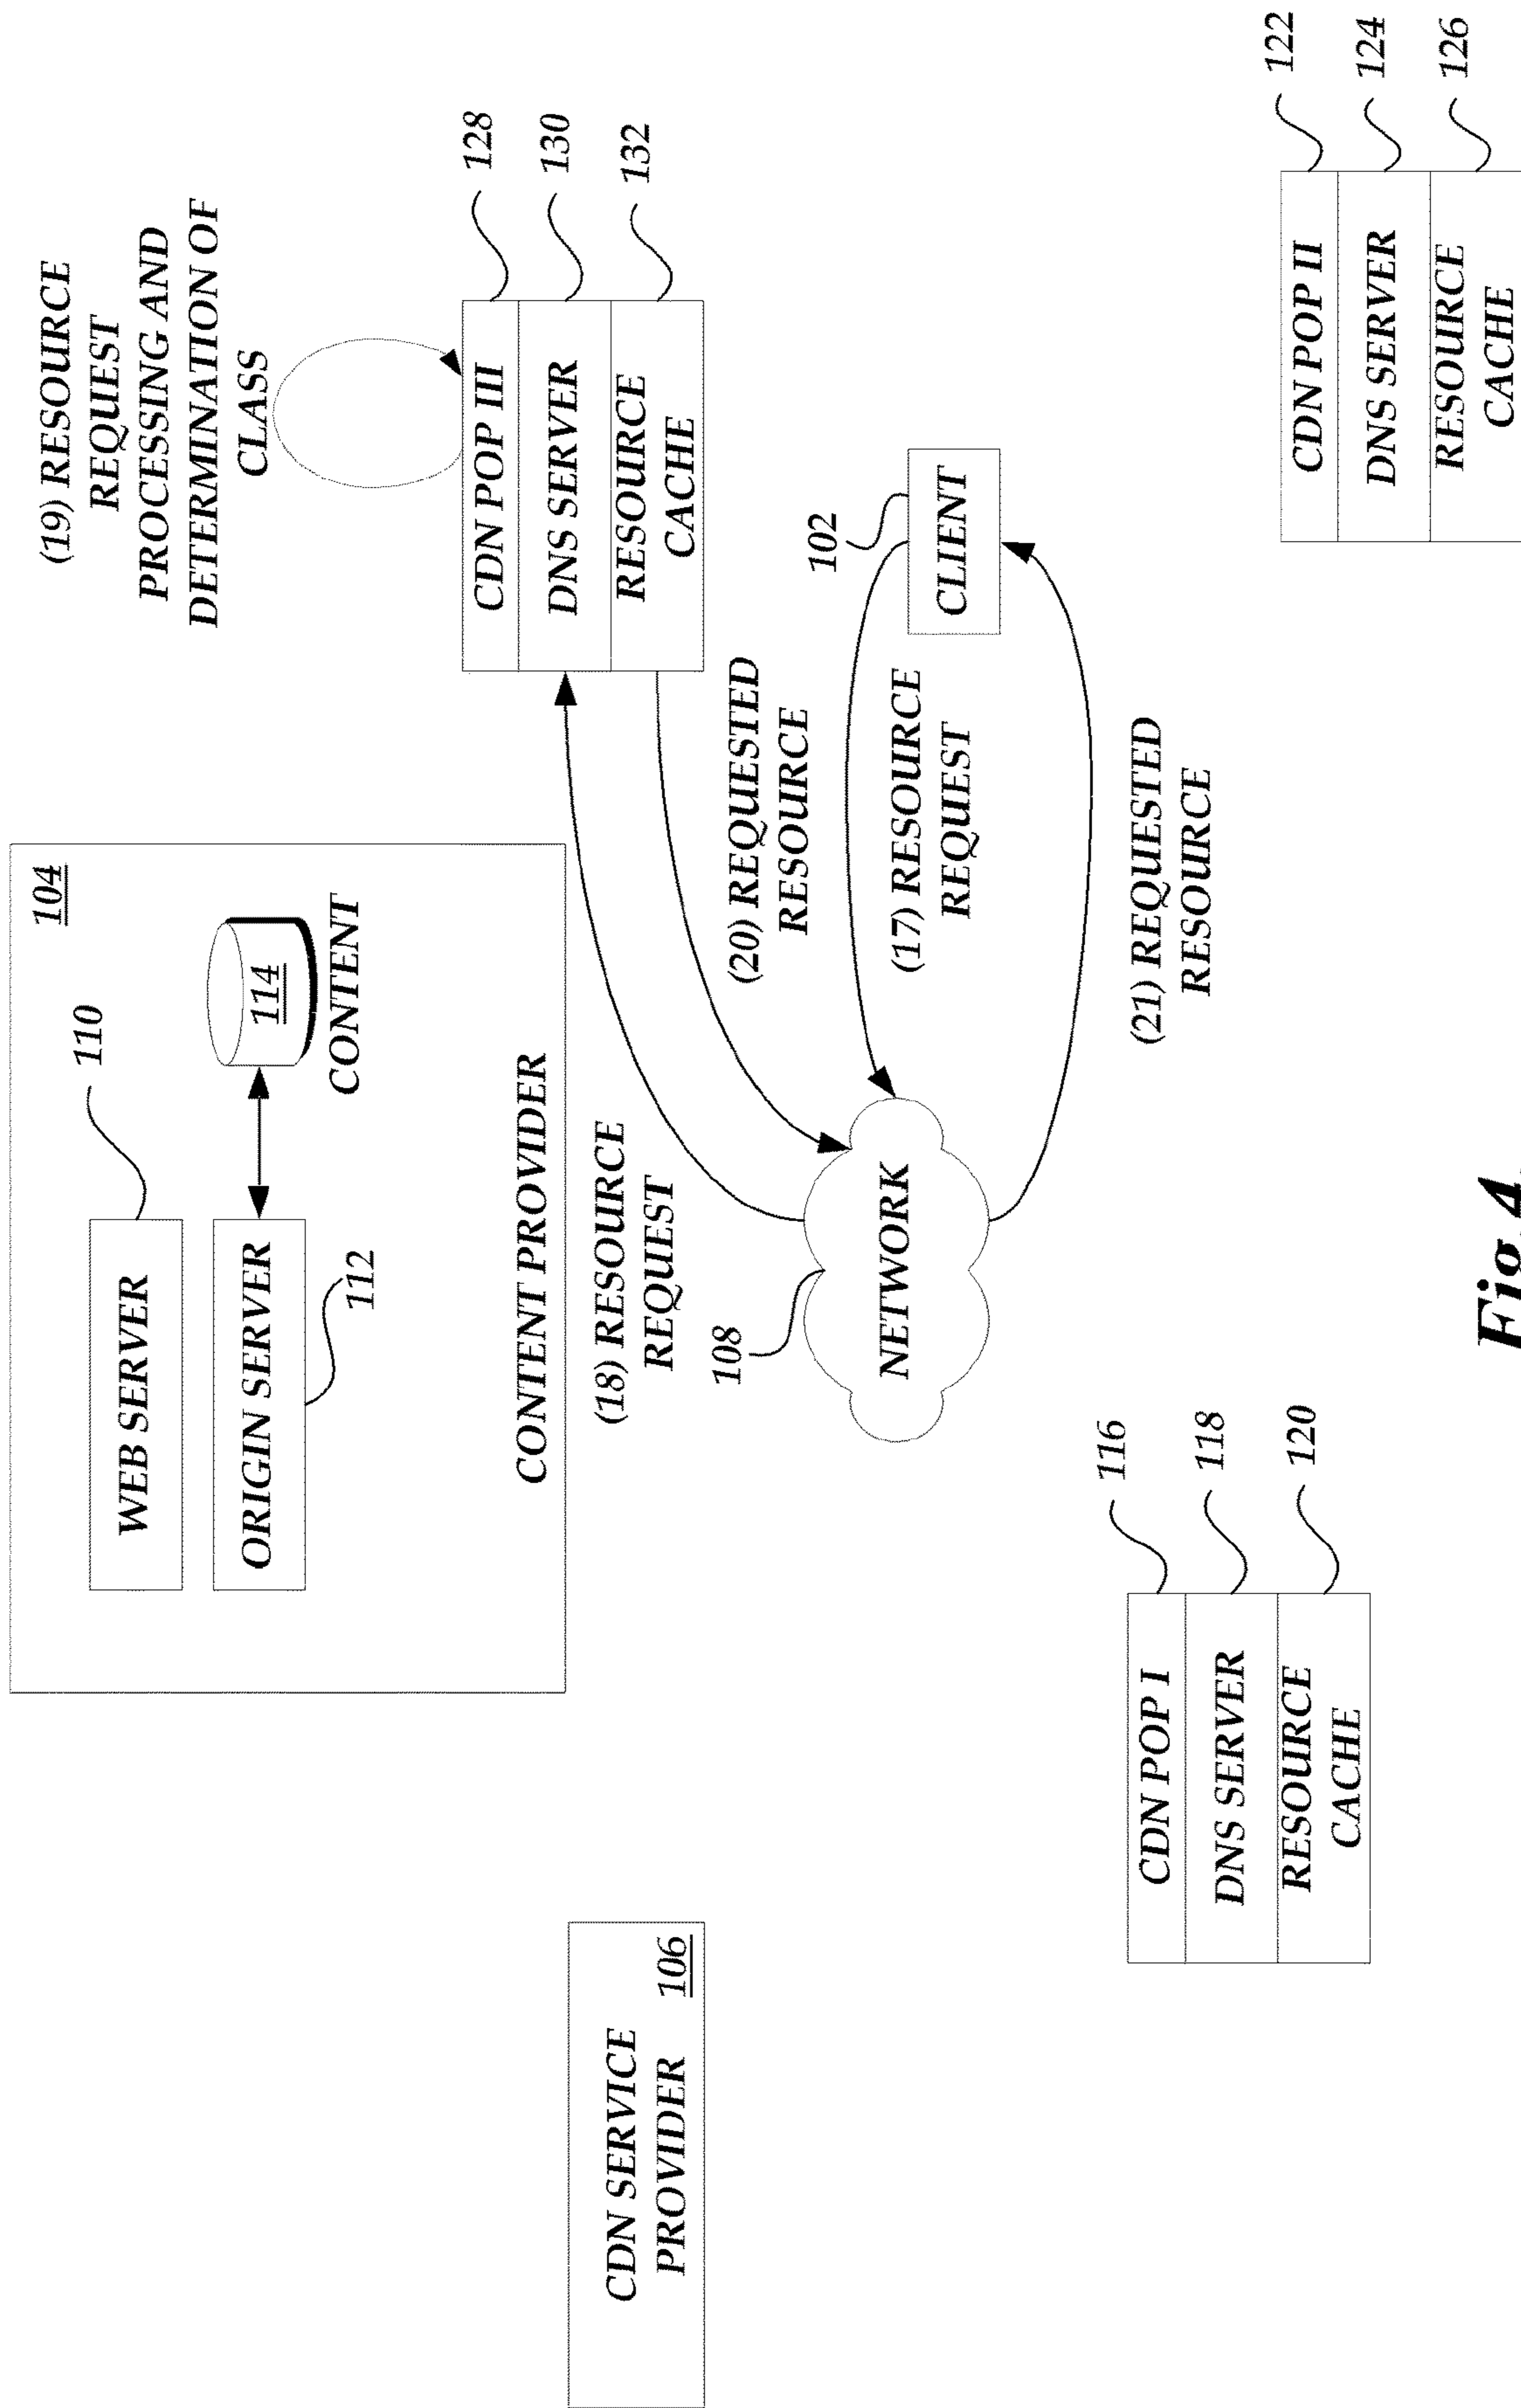 104
110
WEB SERVER
ORIGIN SERVER
112
114
CONTENT
CONTENT PROVIDER
(19) RESOURCE
REQUEST
PROCESSING AND
DETERMINATION OF
CLASS
CDN SERVICE
PROVIDER
106
CDN POP III
DNS SERVER
RESOURCE
CACHE
128
130
132
(18) RESOURCE
REQUEST
108
NETWORK
(20) REQUESTED
RESOURCE
(17) RESOURCE
REQUEST
102
CLIENT
(21) REQUESTED
RESOURCE
CDN POP I
DNS SERVER
RESOURCE
CACHE
116
118
120
CDN POP II
DNS SERVER
RESOURCE
CACHE
122
124
126
Fig.4.